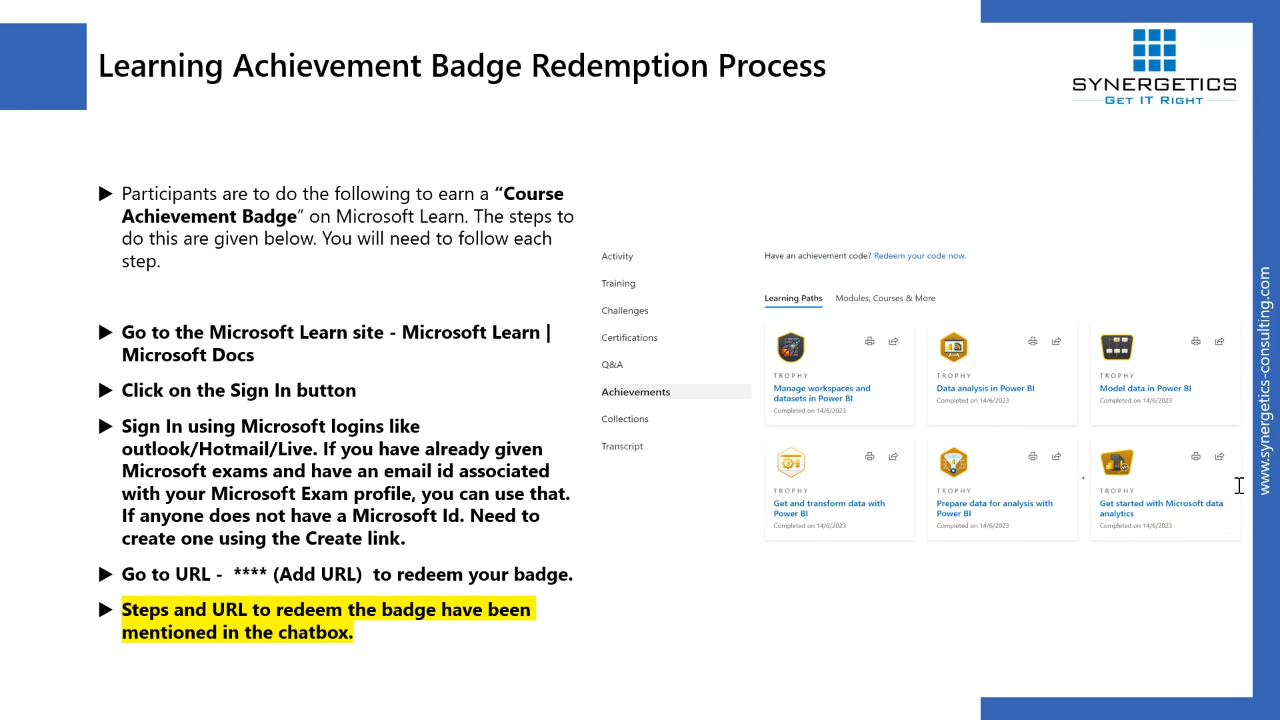 Learning Achievement Badge Redemption Process
SYNERGETICS
GET IT RIGHT
Participants are to do the following to earn a “Course
Achievement Badge” on Microsoft Learn. The steps to
do this are given below. You will need to follow each
step.
Go to the Microsoft Learn site - Microsoft Learn |
Microsoft Docs
Click on the Sign In button
Sign In using Microsoft logins like
outlook/Hotmail/Live. If you have already given
Microsoft exams and have an email id associated
with your Microsoft Exam profile, you can use that.
If anyone does not have a Microsoft Id. Need to
create one using the Create link.
Go to URL - **** (Add URL) to redeem your badge.
Steps and URL to redeem the badge have been
mentioned in the chatbox.
Activity
Training
Challenges
Certifications
Q&A
Achievements
Collections
Transcript
Have an achievement code? Redeem your code now.
Learning Paths Modules, Courses & More
TROPHY
Manage workspaces and
datasets in Power BI
Completed on 14/6/2023
TROPHY
Data analysis in Power BI
Completed on 14/6/2023
TROPHY
Model data in Power BI
Completed on 14/6/2023
TROPHY
Get and transform data with
Power BI
Completed on 14/6/2023
TROPHY
Prepare data for analysis with
Power BI
Completed on 14/6/2023
TROPHY
Get started with Microsoft data
analytics
Completed on 14/6/2023
www.synergetics-consulting.com